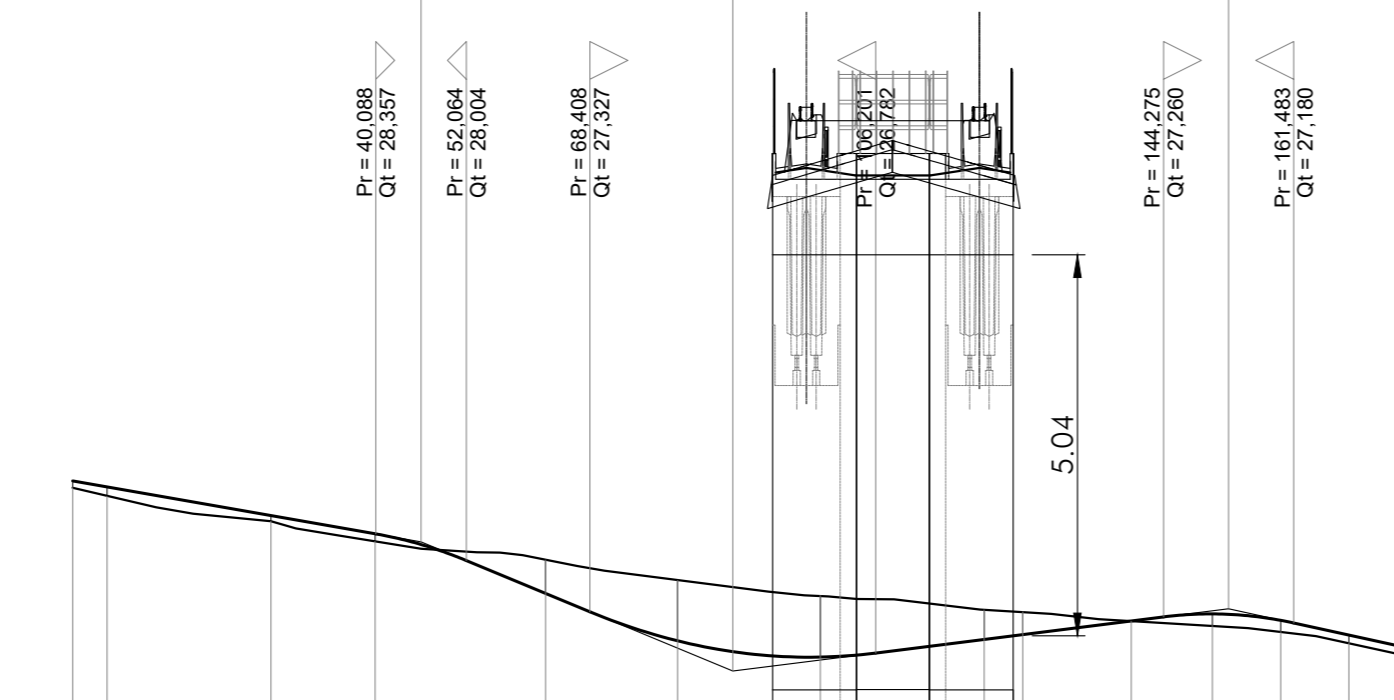 Pr = 40,088
Qt = 28,357
Pr = 52,064
Qt = 28,004
Pr = 68,408
Qt = 27,327
Pr = 106,201
Qt = 26,782
Pr = 144,275
Qt = 27,260
Pr = 161,483
Qt = 27,180
5.04